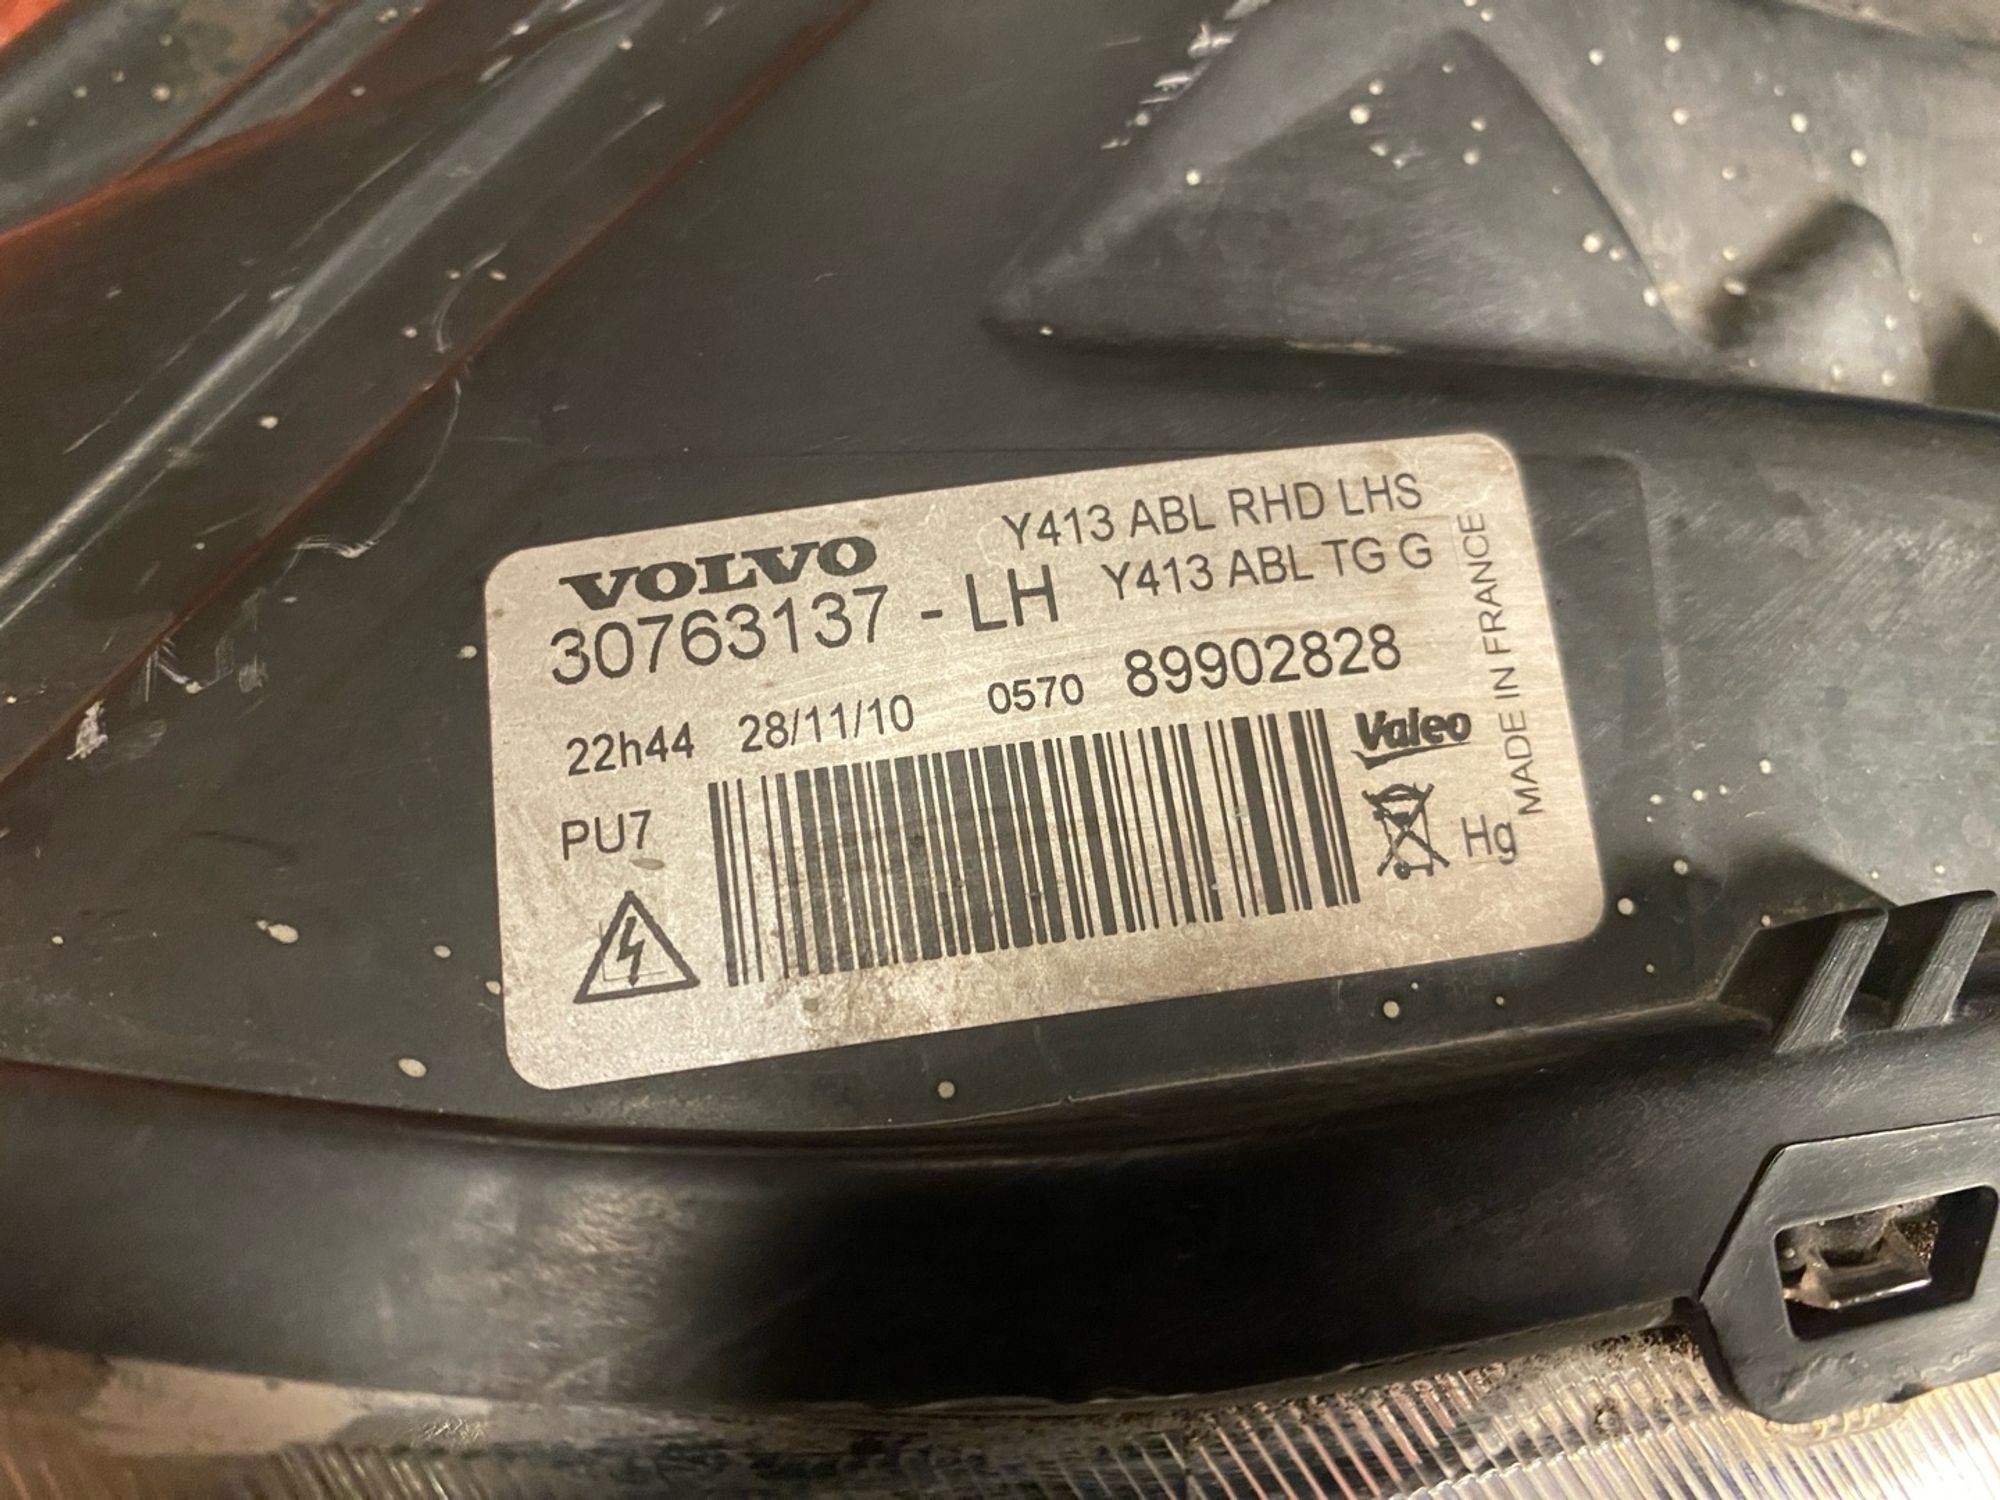 VOLVO
Y413 ABL RHD LHS
30763137 - LH
Y413 ABL TG G
22h44 28/11/10 0570 89902828
PU7
Valeo
Hg
MADE IN FRANCE